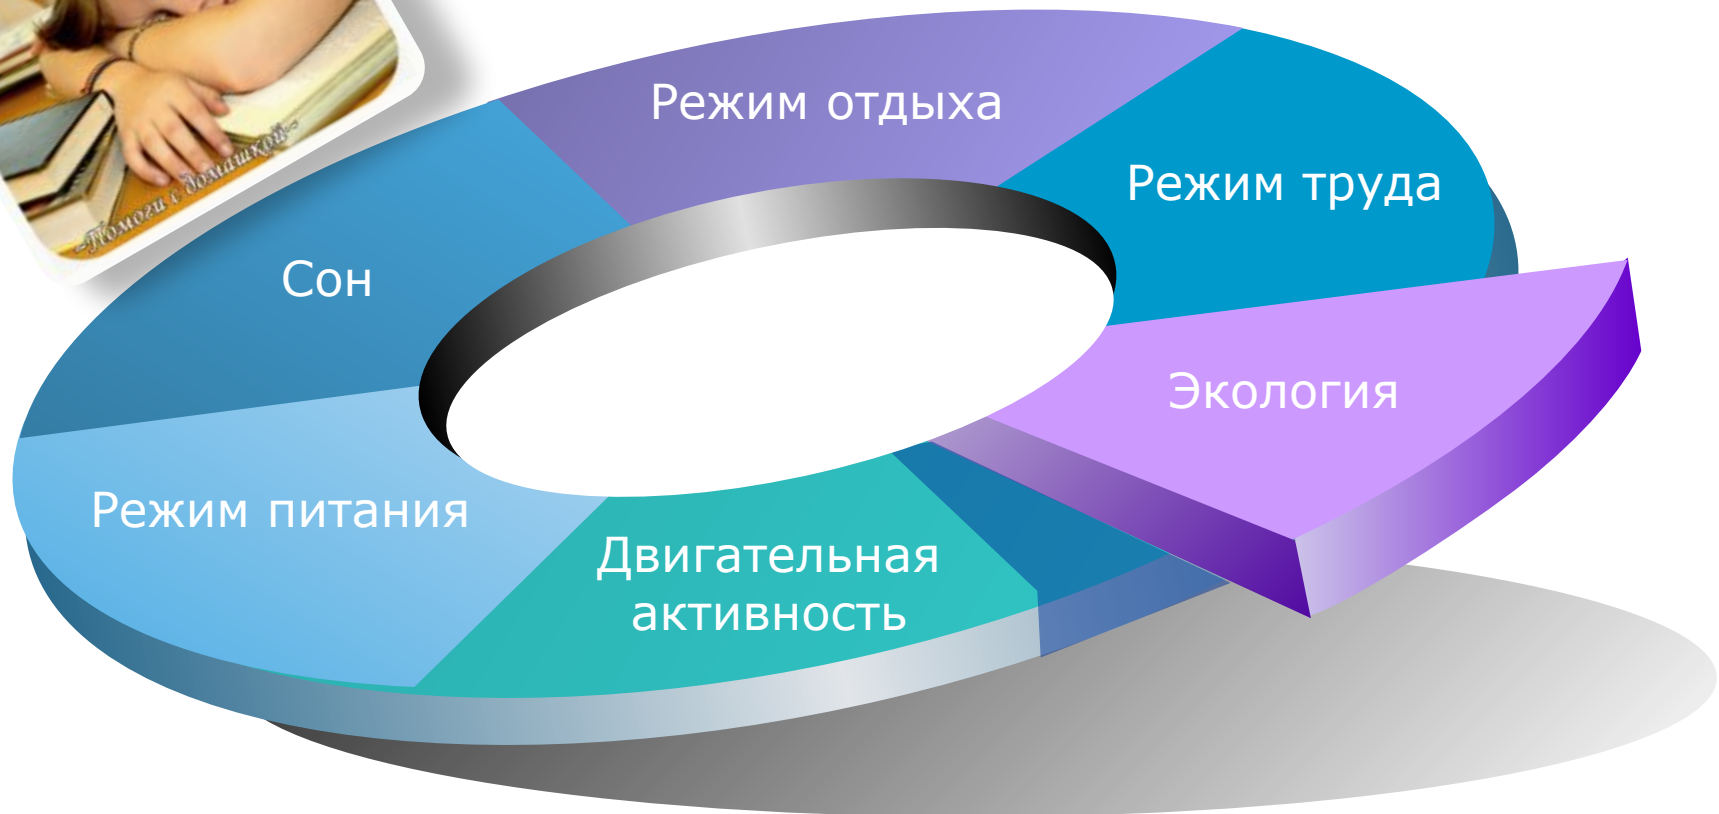 ~Помоги с домашкой~
Режим отдыха
Режим труда
Сон
Экология
Режим питания
Двигательная
активность